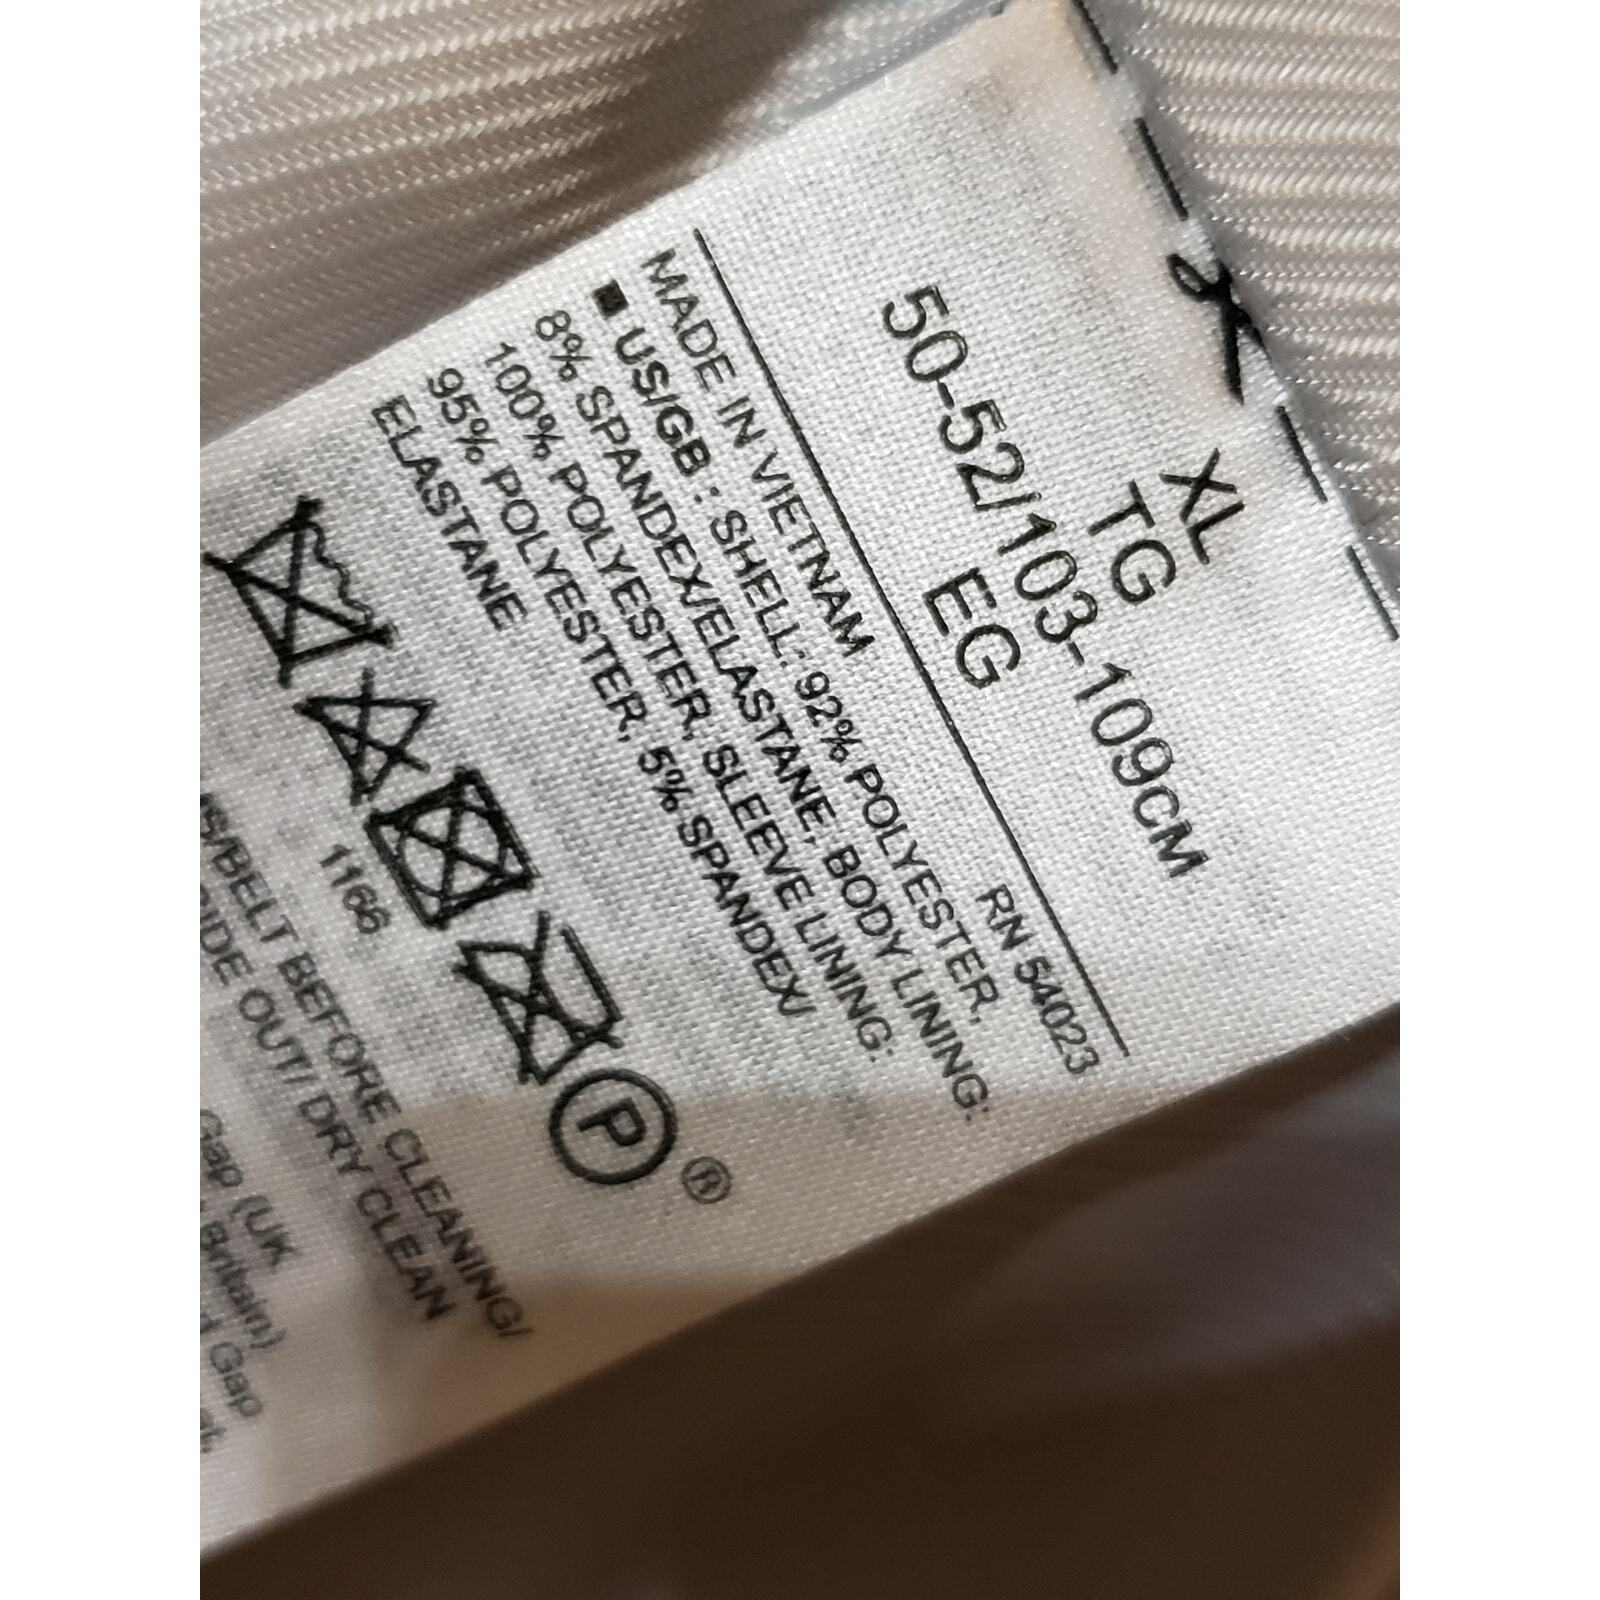 XL
TG
50-52/103-109CM
EG
RN 54023
MADE IN VIETNAM
■ US/GB : SHELL: 92% POLYESTER,
8% SPANDEX/ELASTANE, BODY LINING:
100% POLYESTER, SLEEVE LINING:
95% POLYESTER, 5% SPANDEX/
ELASTANE
P ®
1166
/BELT BEFORE CLEANING/
OUT/ DRY CLEAN
Gap (UK
Britain)
Gap